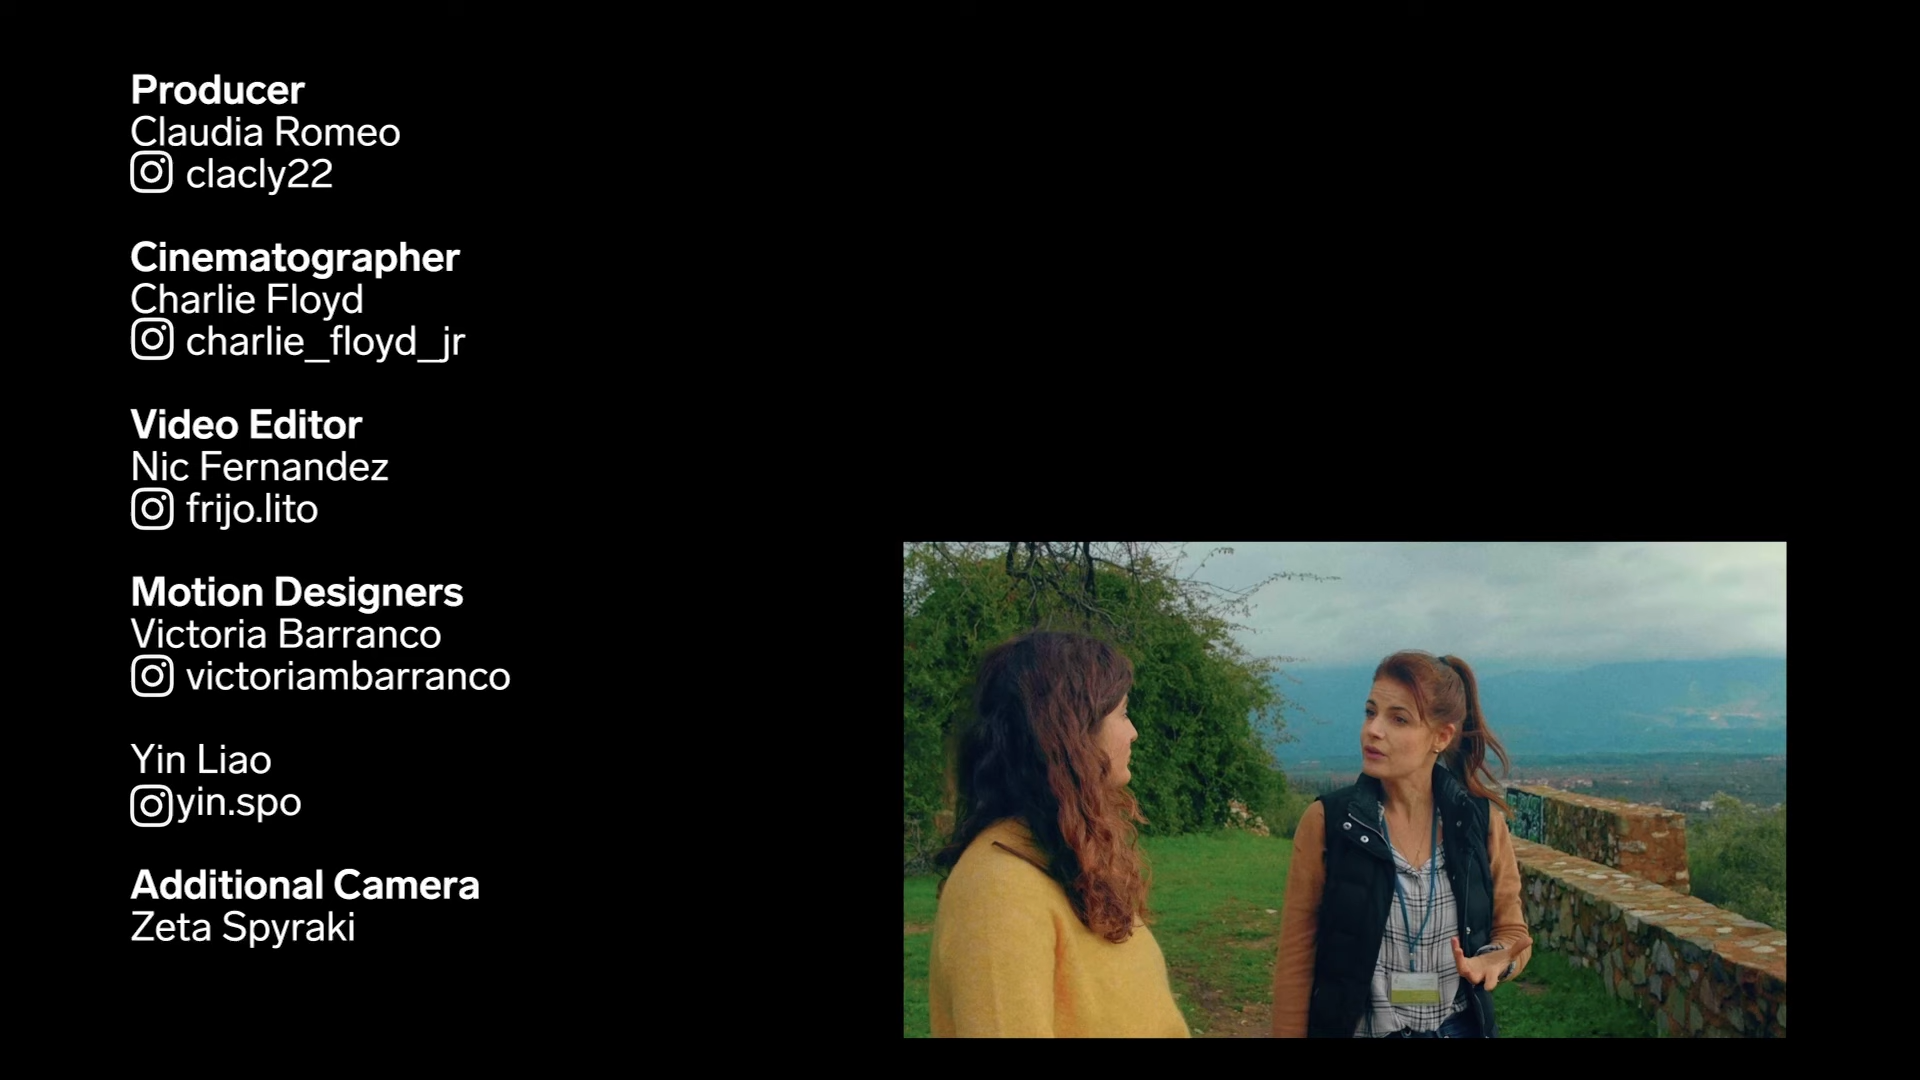 Producer
Claudia Romeo
clacly22
Cinematographer
Charlie Floyd
charlie_floyd_jr
Video Editor
Nic Fernandez
frijo.lito
Motion Designers
Victoria Barranco
victoriambarranco
Yin Liao
yin.spo
Additional Camera
Zeta Spyraki